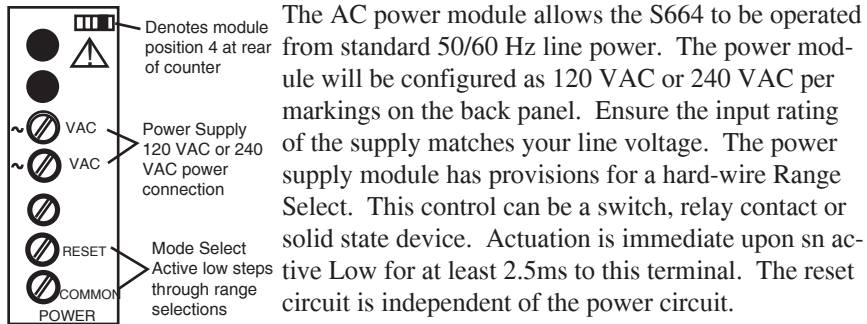 Denotes module
position 4 at rear
of counter
~ VAC
~ VAC
Power Supply
120 VAC or 240
VAC power
connection
RESET
COMMON
Mode Select
Active low steps
through range
selections
POWER
The AC power module allows the S664 to be operated
from standard 50/60 Hz line power.  The power mod-
ule will be configured as 120 VAC or 240 VAC per
markings on the back panel.  Ensure the input rating
of the supply matches your line voltage.  The power
supply module has provisions for a hard-wire Range
Select.  This control can be a switch, relay contact or
solid state device.  Actuation is immediate upon sn ac-
tive Low for at least 2.5ms to this terminal.  The reset
circuit is independent of the power circuit.